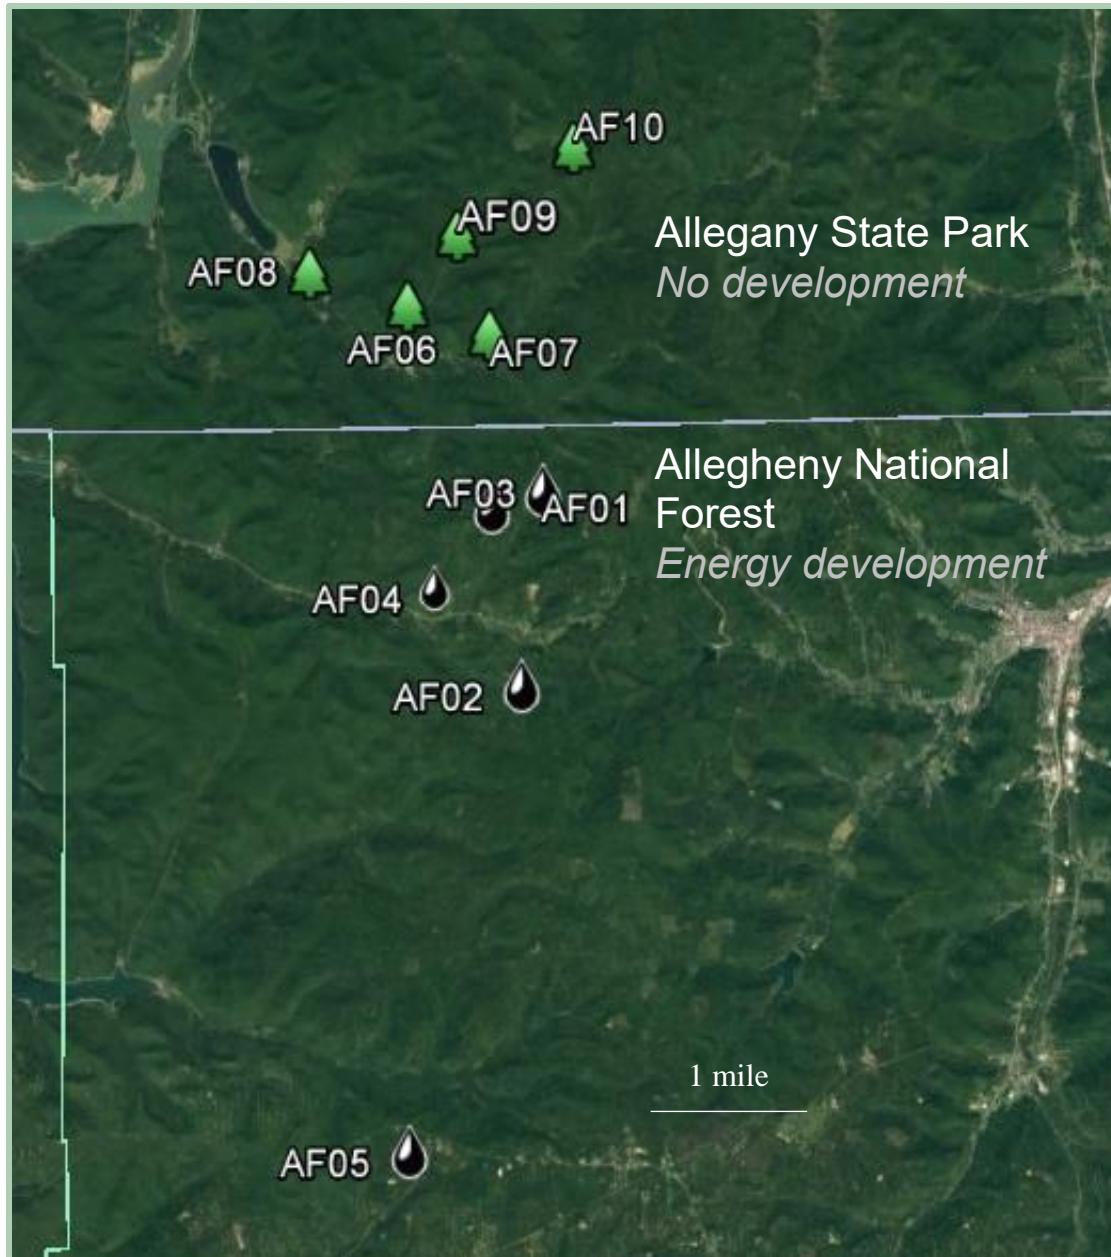 AF10
AF09
Allegany State Park
No development
AF08
AF06
AF07
Allegheny National
Forest
Energy development
AF03
AF01
AF04
AF02
1 mile
AF05